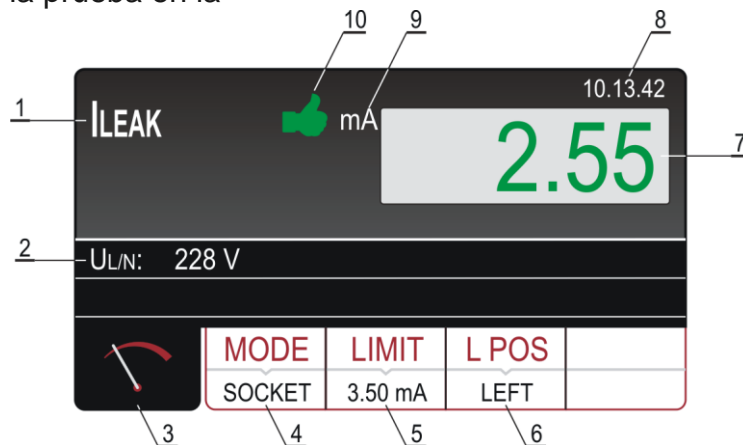 la prueba en la
10 9 8
10.13.42
1 ILEAK mA
2.55 7
2 UL/N: 228 V
MODE LIMIT L POS
SOCKET 3.50 mA LEFT
3 4 5 6